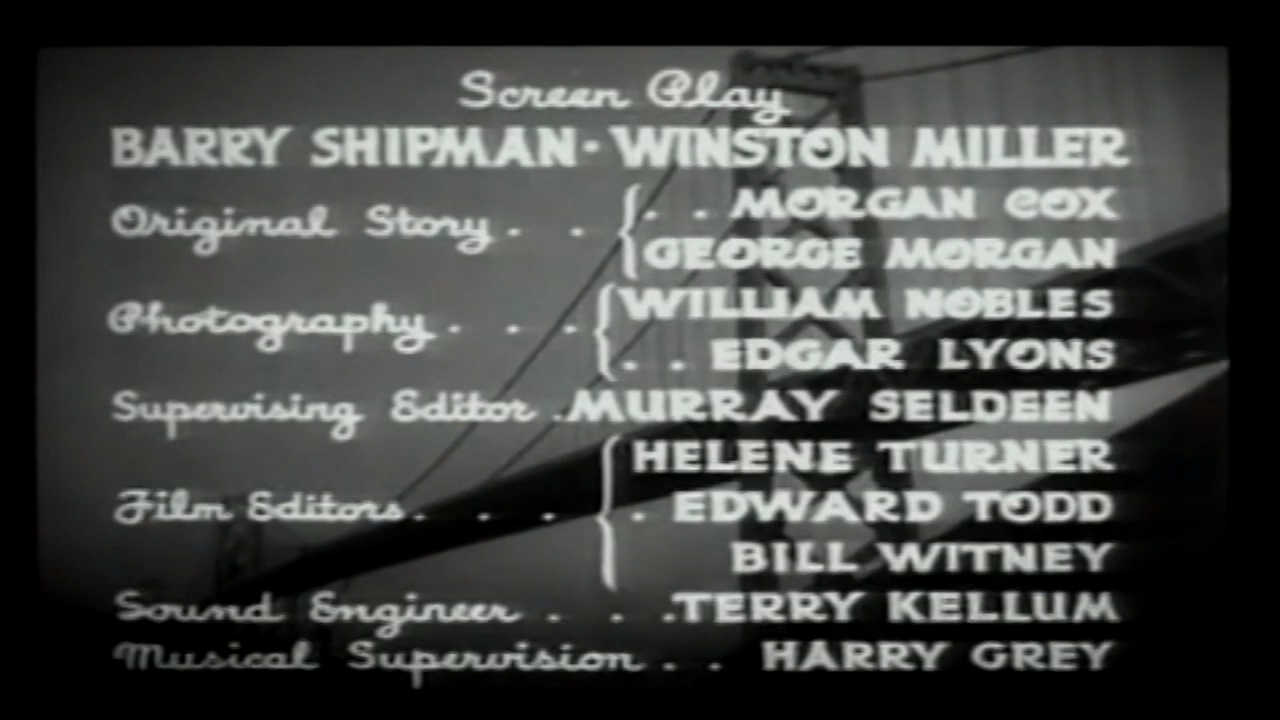 Screen Play
BARRY SHIPMAN · WINSTON MILLER
Original Story . . { . . MORGAN COX
GEORGE MORGAN
Photography . . . { WILLIAM NOBLES
. . EDGAR LYONS
Supervising Editor . MURRAY SELDEEN
HELENE TURNER
Film Editors . . . { . EDWARD TODD
BILL WITNEY
Sound Engineer . . . TERRY KELLUM
Musical Supervision . . HARRY GREY